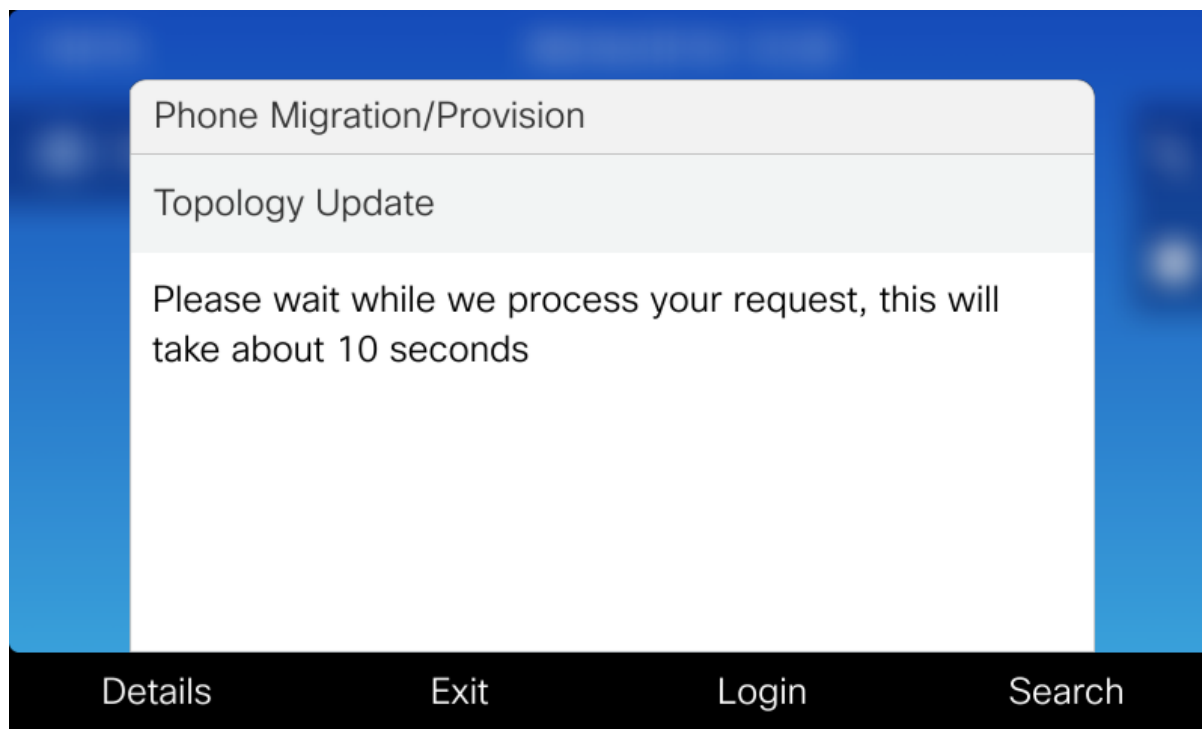 Phone Migration/Provision
Topology Update
Please wait while we process your request, this will
take about 10 seconds
Details Exit Login Search